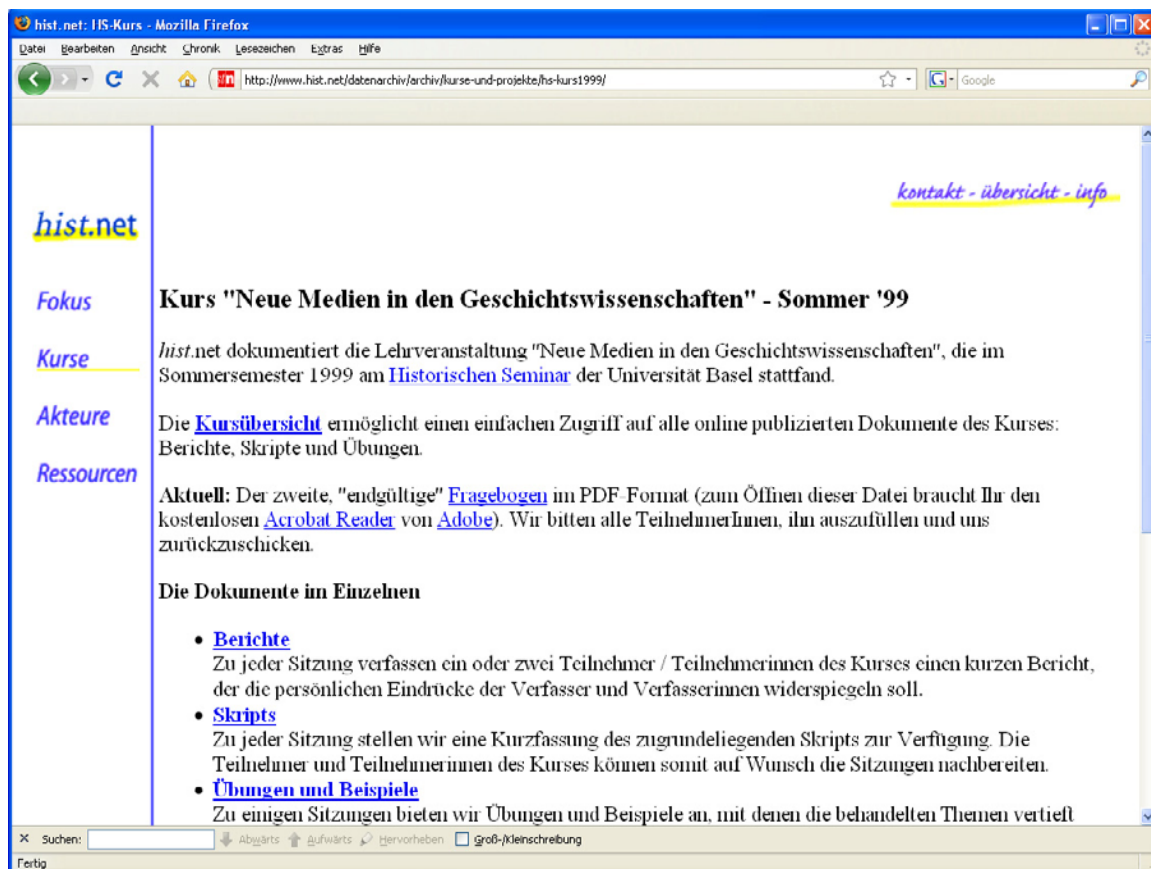 hist.net: HS-Kurs - Mozilla Firefox
Datei Bearbeiten Ansicht Chronik Lesezeichen Extras Hilfe
http://www.hist.net/datenarchiv/archiv/kurse-und-projekte/hs-kurs1999/ Google
kontakt - übersicht - info
hist.net
Fokus
Kurse
Akteure
Ressourcen
Kurs "Neue Medien in den Geschichtswissenschaften" - Sommer '99
hist.net dokumentiert die Lehrveranstaltung "Neue Medien in den Geschichtswissenschaften", die im
Sommersemester 1999 am Historischen Seminar der Universität Basel stattfand.
Die Kursübersicht ermöglicht einen einfachen Zugriff auf alle online publizierten Dokumente des Kurses:
Berichte, Skripte und Übungen.
Aktuell: Der zweite, "endgültige" Fragebogen im PDF-Format (zum Öffnen dieser Datei braucht Ihr den
kostenlosen Acrobat Reader von Adobe). Wir bitten alle TeilnehmerInnen, ihn auszufüllen und uns
zurückzuschicken.
Die Dokumente im Einzelnen
• Berichte
Zu jeder Sitzung verfassen ein oder zwei Teilnehmer / Teilnehmerinnen des Kurses einen kurzen Bericht,
der die persönlichen Eindrücke der Verfasser und Verfasserinnen widerspiegeln soll.
• Skripts
Zu jeder Sitzung stellen wir eine Kurzfassung des zugrundeliegenden Skripts zur Verfügung. Die
Teilnehmer und Teilnehmerinnen des Kurses können somit auf Wunsch die Sitzungen nachbereiten.
• Übungen und Beispiele
Zu einigen Sitzungen bieten wir Übungen und Beispiele an, mit denen die behandelten Themen vertieft
Suchen: Abwärts Aufwärts Hervorheben Groß-/Kleinschreibung
Fertig